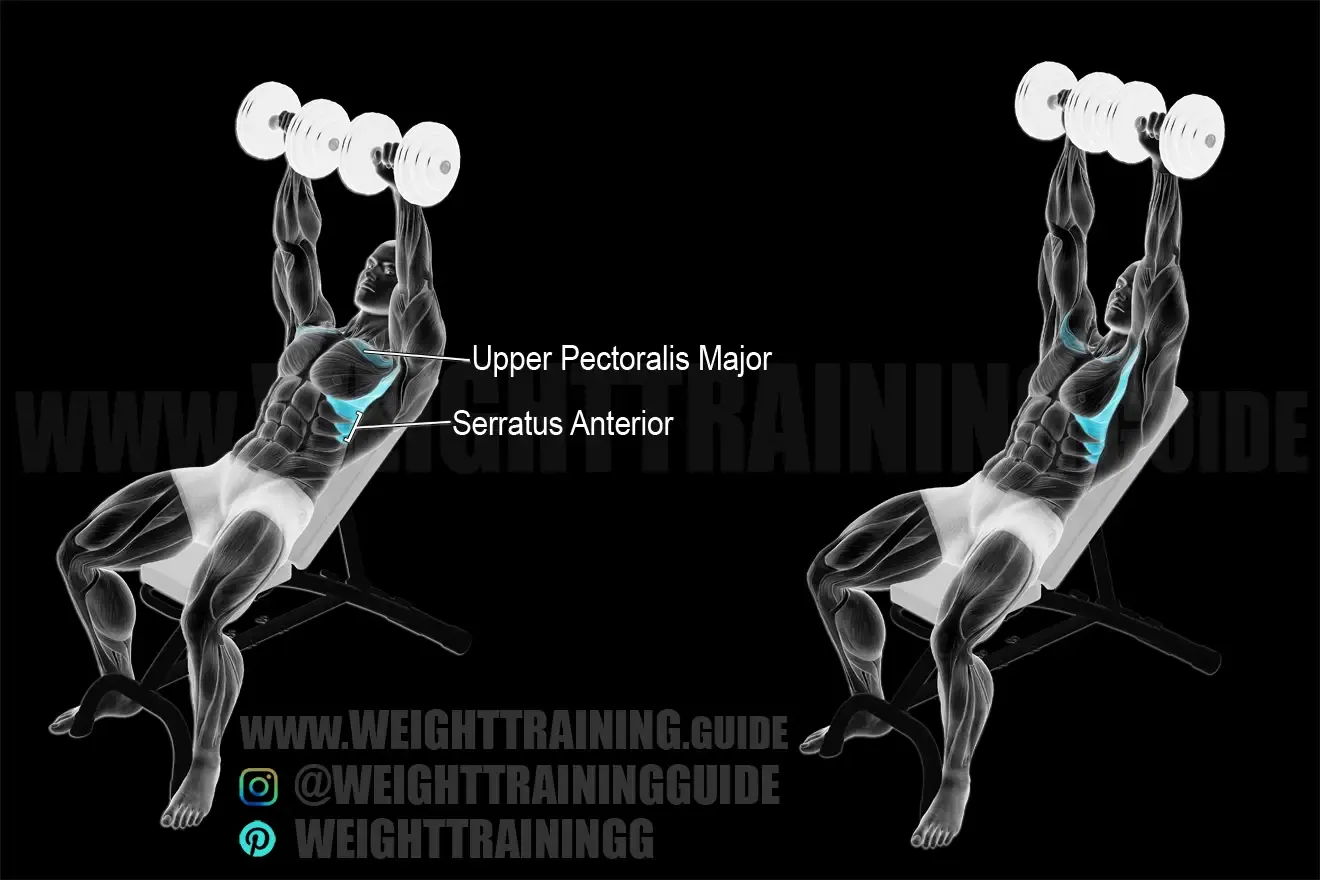 Upper Pectoralis Major
Serratus Anterior
WWW.WEIGHTTRAINING.GUIDE
WWW.WEIGHTTRAINING.GUIDE
@WEIGHTTRAININGGUIDE
WEIGHTTRAININGG